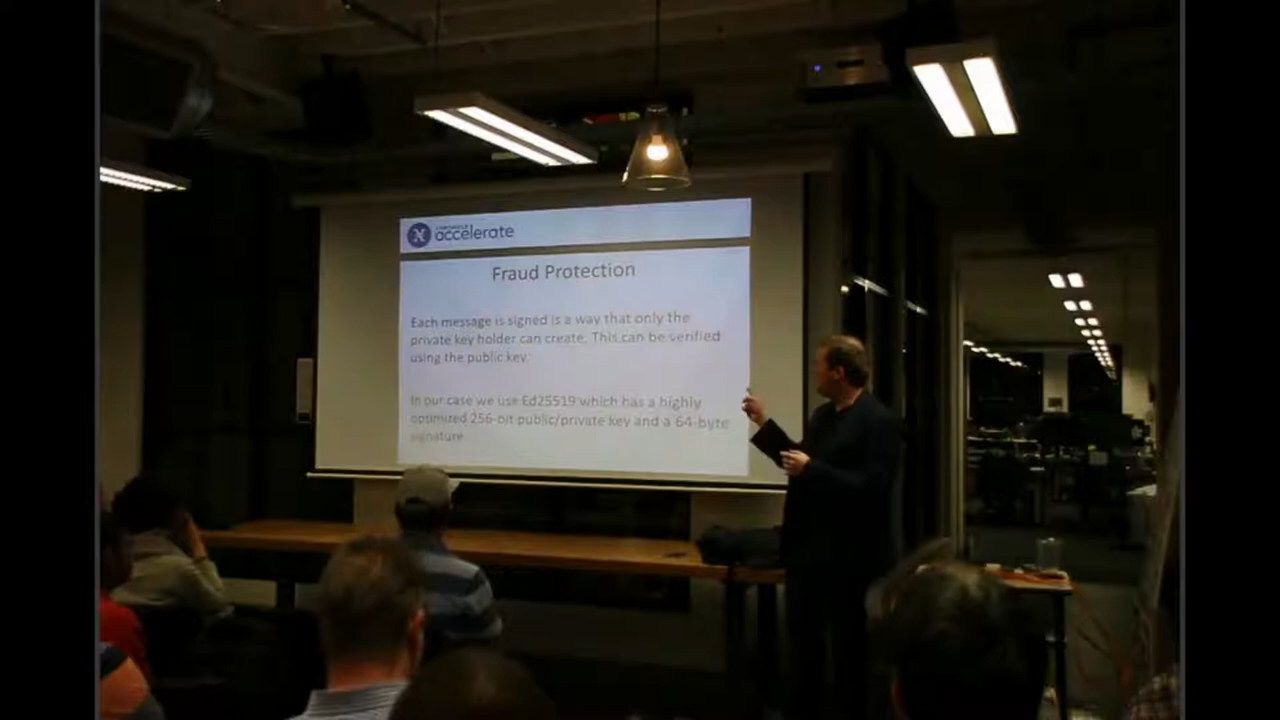 CHRONICLE
accelerate
Fraud Protection
Each message is signed is a way that only the
private key holder can create. This can be verified
using the public key.
In our case we use Ed25519 which has a highly
optimized 256-bit public/private key and a 64-byte
signature.